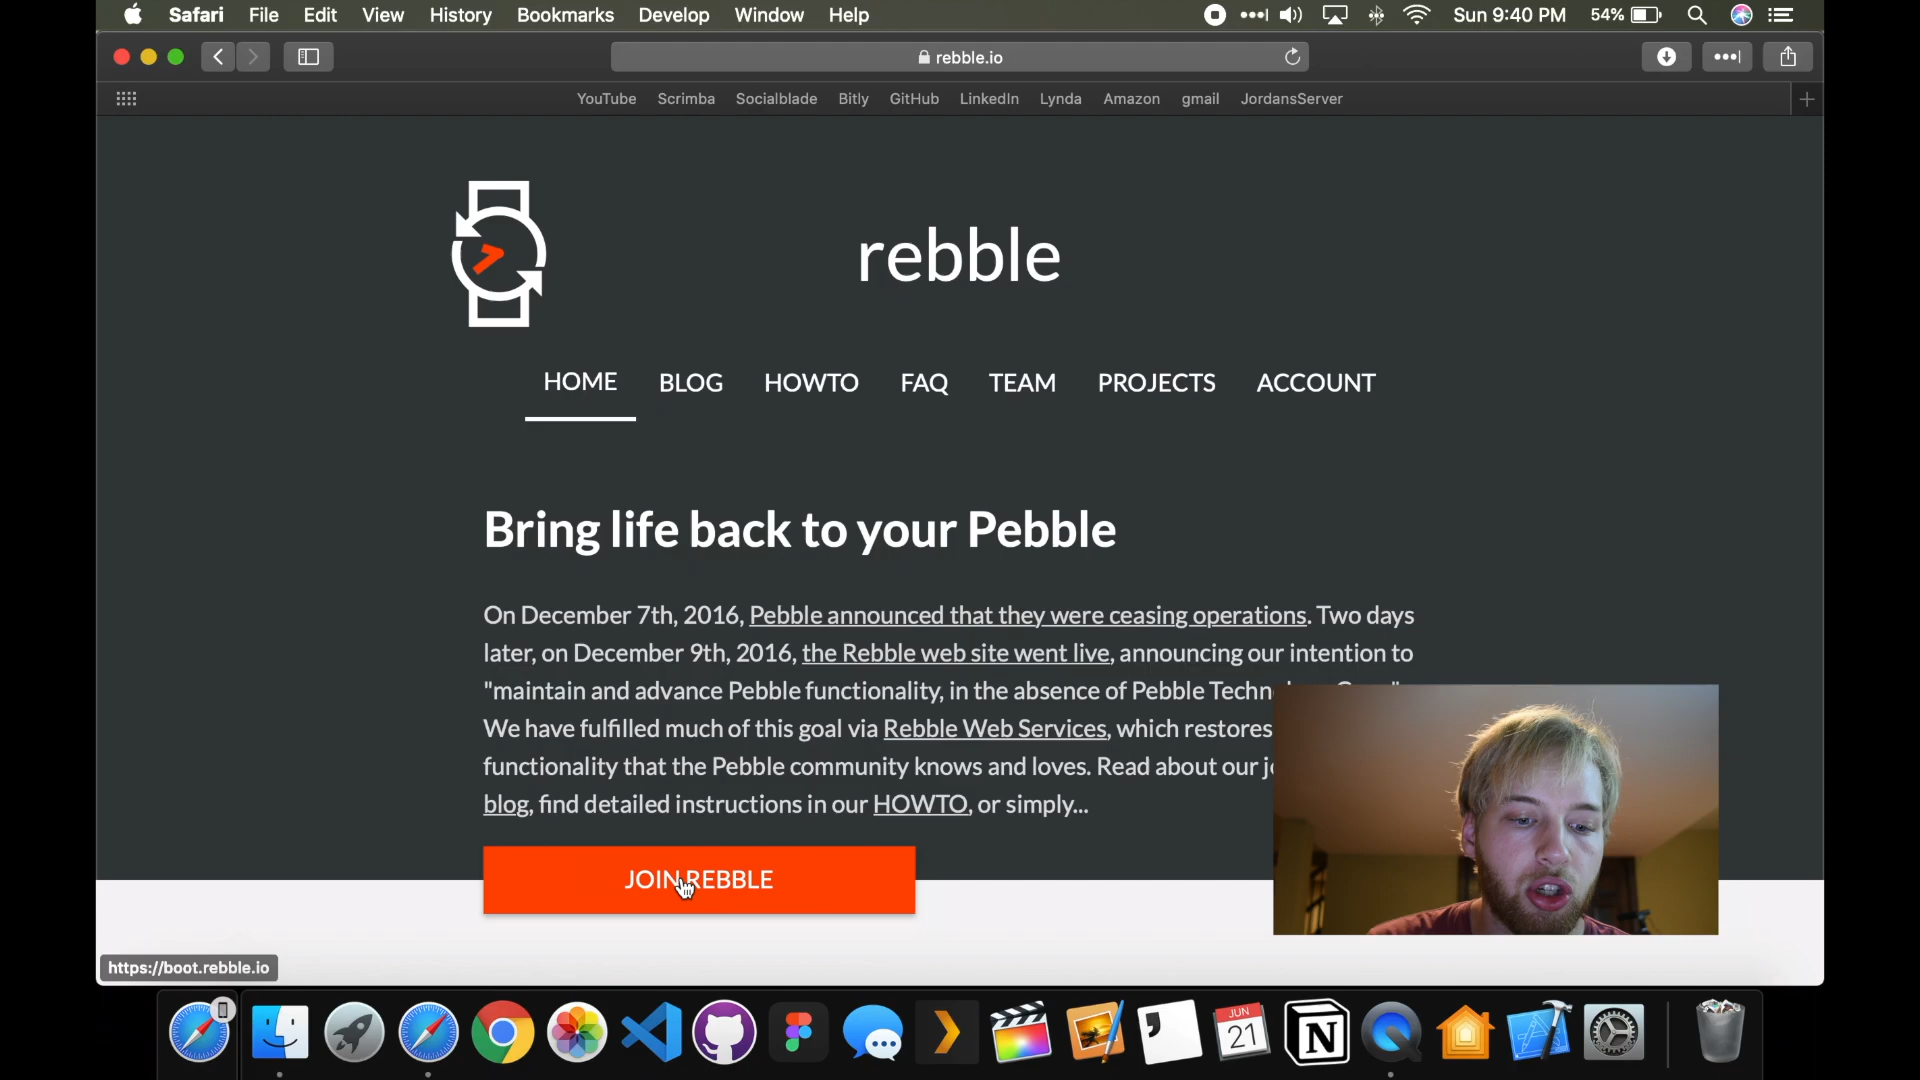 Safari File Edit View History Bookmarks Develop Window Help Sun 9:40 PM 54%
rebble.io
YouTube Scrimba Socialblade Bitly GitHub LinkedIn Lynda Amazon gmail JordansServer
rebble
HOME BLOG HOWTO FAQ TEAM PROJECTS ACCOUNT
Bring life back to your Pebble
On December 7th, 2016, Pebble announced that they were ceasing operations. Two days
later, on December 9th, 2016, the Rebble web site went live, announcing our intention to
"maintain and advance Pebble functionality, in the absence of Pebble
We have fulfilled much of this goal via Rebble Web Services, which restores
functionality that the Pebble community knows and loves. Read about our
blog, find detailed instructions in our HOWTO, or simply...
JOIN REBBLE
https://boot.rebble.io
JUN
21